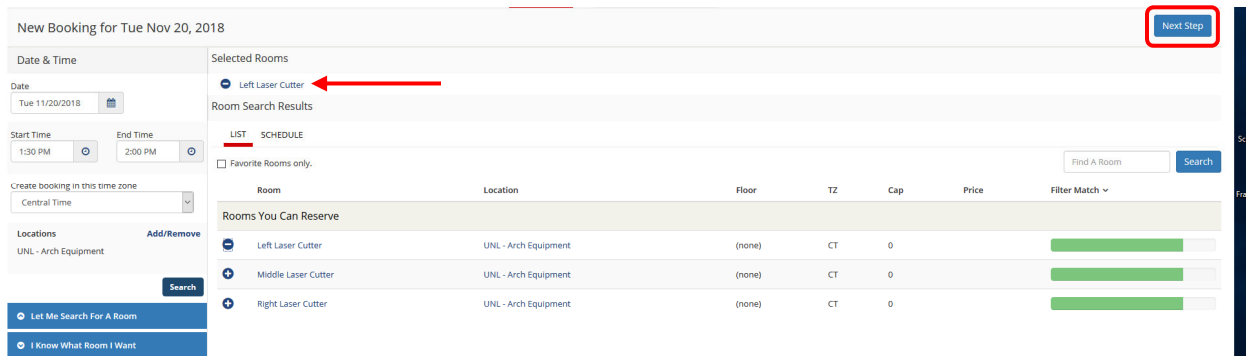 New Booking for Tue Nov 20, 2018
Next Step
Date & Time
Selected Rooms
Left Laser Cutter
Date
Tue 11/20/2018
Room Search Results
Start Time End Time
LIST SCHEDULE
1:30 PM 2:00 PM
Favorite Rooms only.
Find A Room Search
Create booking in this time zone
Central Time
Room Location Floor TZ Cap Price Filter Match
Rooms You Can Reserve
Locations Add/Remove
UNL - Arch Equipment
Left Laser Cutter UNL - Arch Equipment (none) CT 0
Middle Laser Cutter UNL - Arch Equipment (none) CT 0
Search
Right Laser Cutter UNL - Arch Equipment (none) CT 0
Let Me Search For A Room
I Know What Room I Want
Sc
Fra